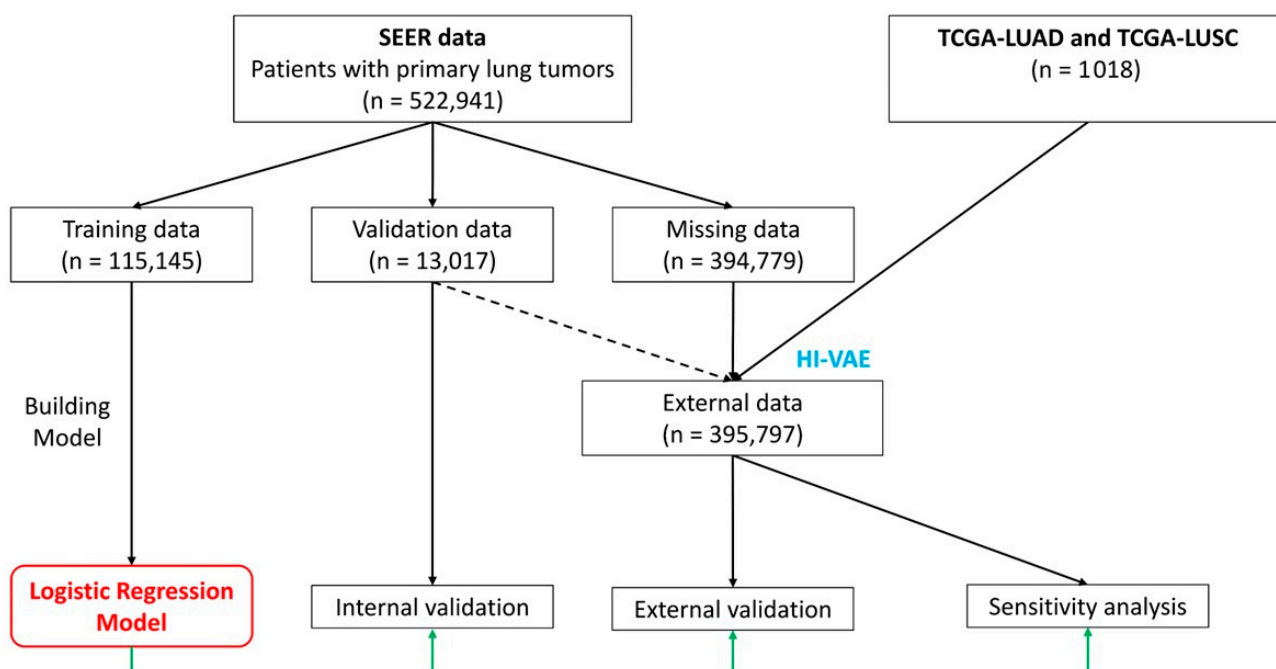 SEER data
Patients with primary lung tumors
(n = 522,941)
TCGA-LUAD and TCGA-LUSC
(n = 1018)
Training data
(n = 115,145)
Validation data
(n = 13,017)
Missing data
(n = 394,779)
HI-VAE
External data
(n = 395,797)
Building
Model
Logistic Regression
Model
Internal validation
External validation
Sensitivity analysis